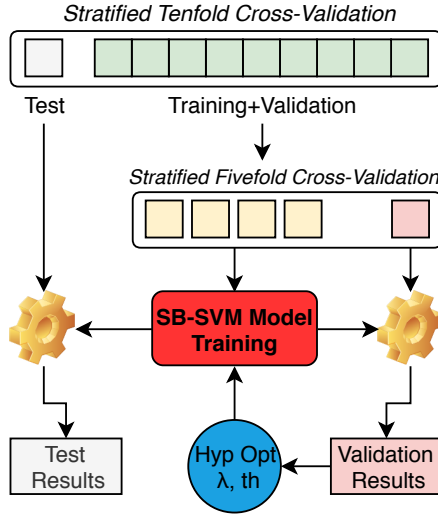 Stratified Tenfold Cross-Validation
Test
Training+Validation
Stratified Fivefold Cross-Validation
SB-SVM Model
Training
Test
Results
Hyp Opt
λ, th
Validation
Results